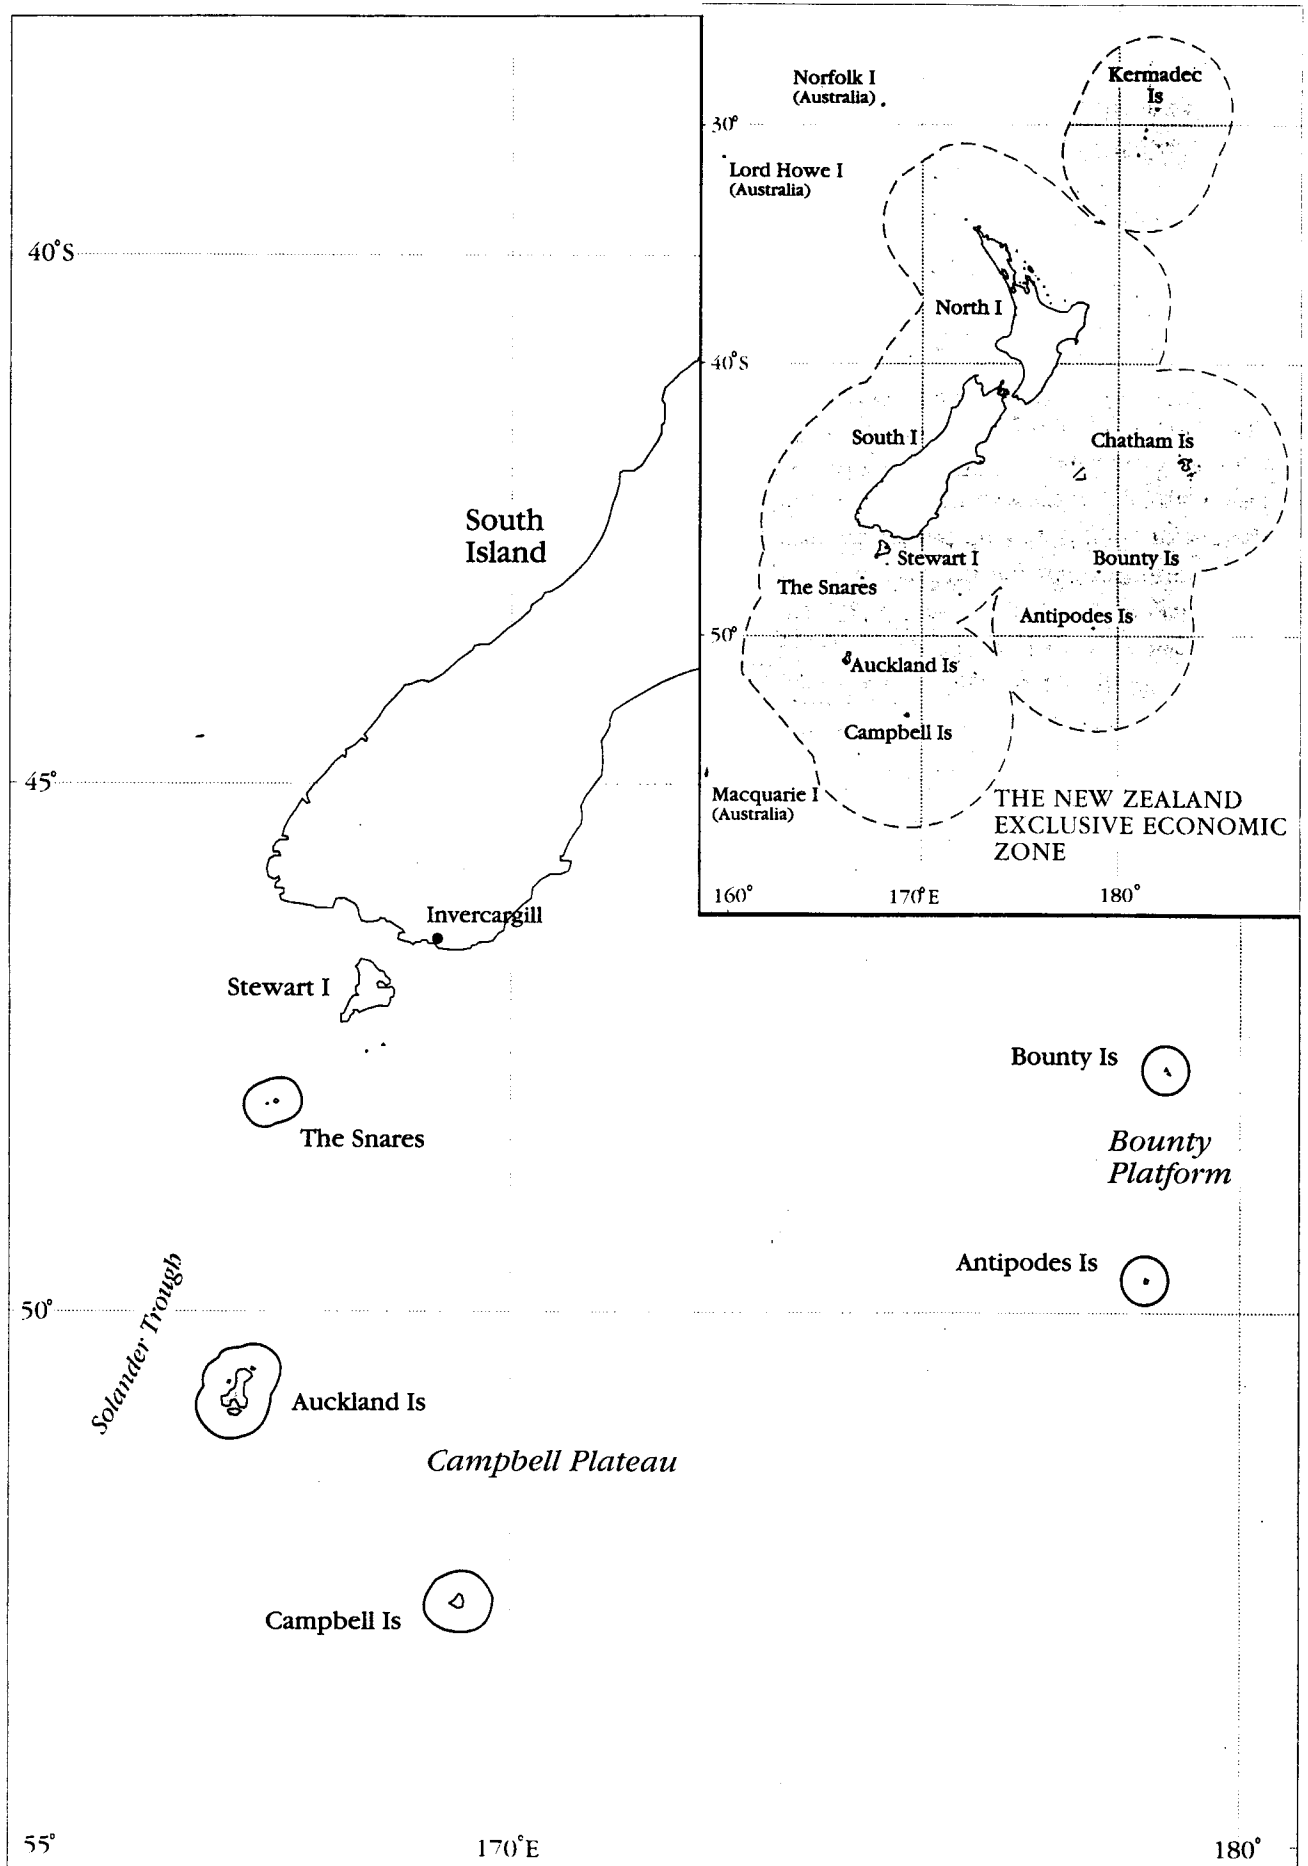 Norfolk I
(Australia)
Kermadec
Is
30°
Lord Howe I
(Australia)
North I
40°S
South I
Chatham Is
Stewart I
Bounty Is
The Snares
Antipodes Is
50°
Auckland Is
Campbell Is
Macquarie I
(Australia)
THE NEW ZEALAND
EXCLUSIVE ECONOMIC
ZONE
160°
170°E
180°
40°S
South
Island
45°
Invercargill
Stewart I
Bounty Is
The Snares
Bounty
Platform
Antipodes Is
Solander Trough
50°
Auckland Is
Campbell Plateau
Campbell Is
55°
170°E
180°